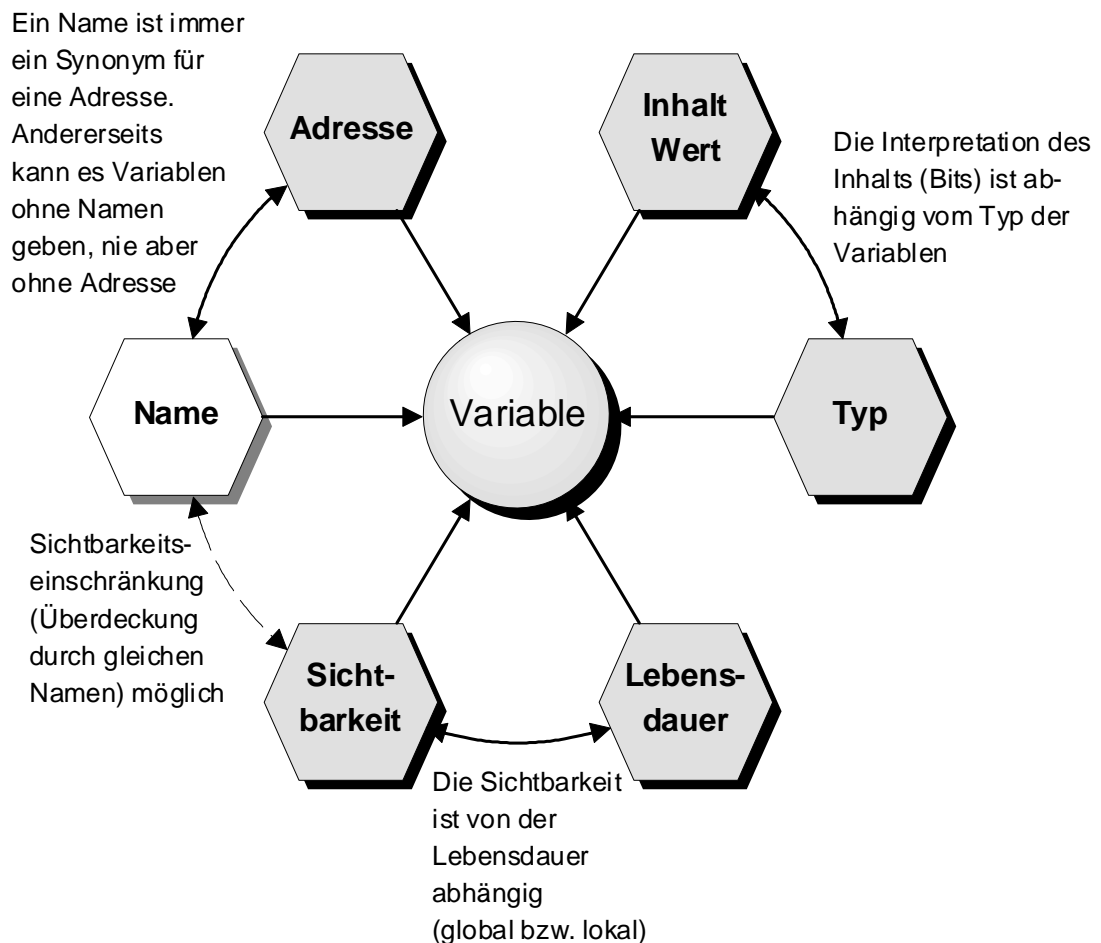 Ein Name ist immer
ein Synonym für
eine Adresse.
Andererseits
kann es Variablen
ohne Namen
geben, nie aber
ohne Adresse
Adresse
Inhalt
Wert
Die Interpretation des
Inhalts (Bits) ist ab-
hängig vom Typ der
Variablen
Name
Variable
Typ
Sichtbarkeits-
einschränkung
(Überdeckung
durch gleichen
Namen) möglich
Sicht-
barkeit
Lebens-
dauer
Die Sichtbarkeit
ist von der
Lebensdauer
abhängig
(global bzw. lokal)